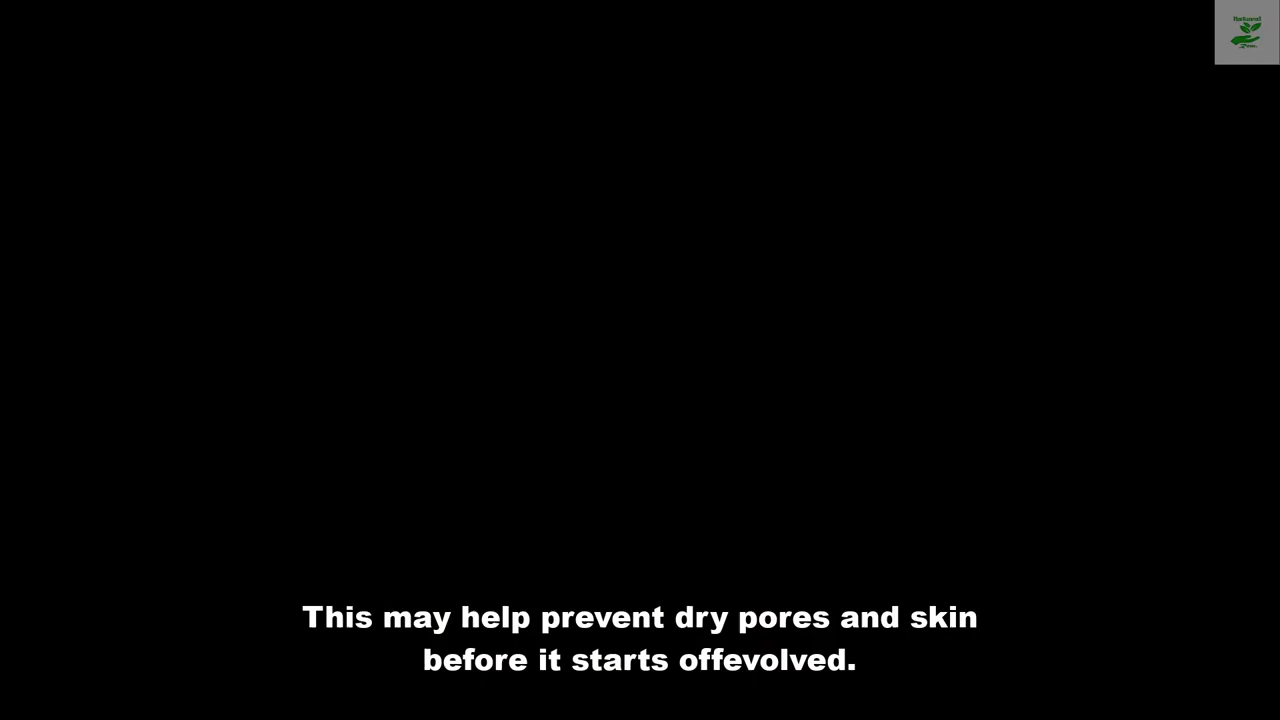 This may help prevent dry pores and skin
before it starts offevolved.